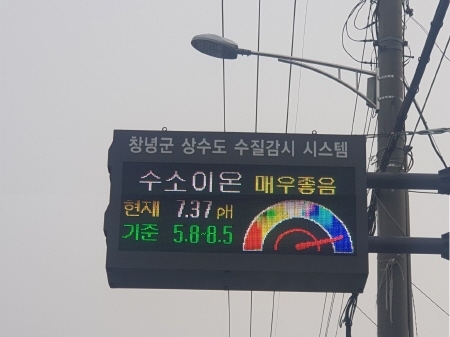 창녕군 상수도 수질감시 시스템
수소이온 매우좋음
현재 7.37 pH
기준 5.8~8.5